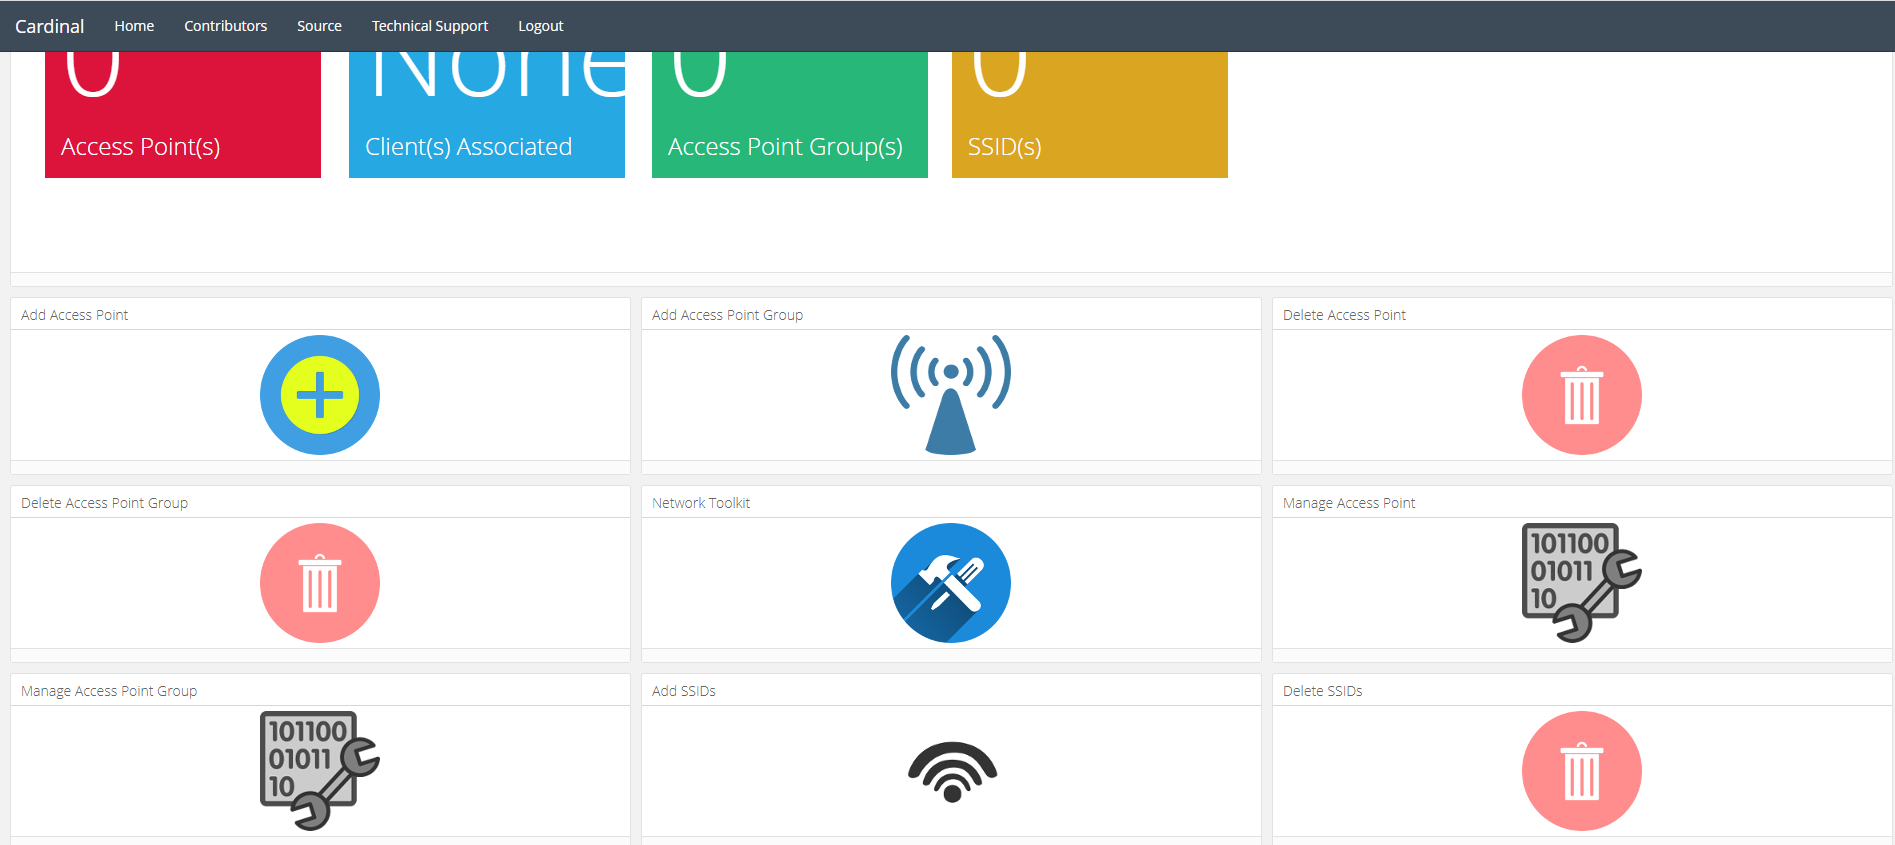 Cardinal Home Contributors Source Technical Support Logout
0 None 0 0
Access Point(s) Client(s) Associated Access Point Group(s) SSID(s)
Add Access Point Add Access Point Group Delete Access Point
Delete Access Point Group Network Toolkit Manage Access Point
101100
01011
10
Manage Access Point Group Add SSIDs Delete SSIDs
101100
01011
10